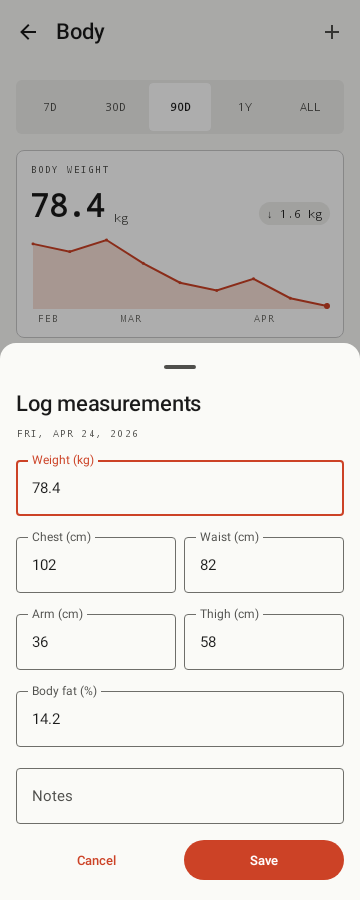 Body
7D 30D 90D 1Y ALL
BODY WEIGHT
78.4 kg
↓ 1.6 kg
FEB MAR APR
Log measurements
FRI, APR 24, 2026
Weight (kg)
78.4
Chest (cm) Waist (cm)
102 82
Arm (cm) Thigh (cm)
36 58
Body fat (%)
14.2
Notes
Cancel Save